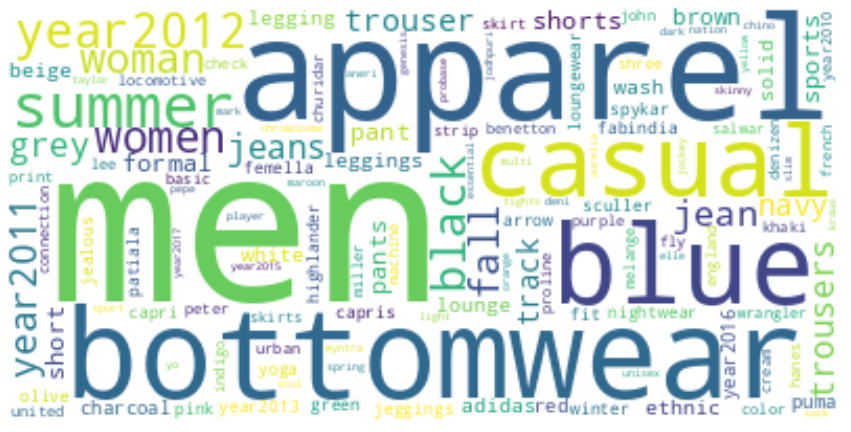 year2012
legging
trouser
skirt
shorts
john
brown
dark
nation
yellow
chino
year2010
woman
check
beige
taylor
locomotive
apparel
churidar
aneri
genesis
probase
jodhpuri
loungewear
shree
solid
sports
skinny
summer
mark
chromozome
wash
spykar
women
pant
strip
benetton
fabindia
salwar
denizen
slim
french
grey
jeans
lee
formal
femella
leggings
essential
casual
multi
aurelia
jockey
print
basic
pepe
maroon
tights
deni
sculler
kraus
men
black
fall
arrow
purple
jean
navy
khaki
year2011
connection
jealous
patiala
year2017
player
white
year2015
highlander
miller
pants
machine
orange
track
proline
blue
melange
fly
elle
england
trousers
short
sport
capri
peter
skirts
capris
light
lounge
fit
nightwear
year2016
wrangler
bottomwear
yo
indigo
urban
yoga
scul
myntra
spring
unisex
cream
hanes
olive
united
charcoal
pink
year2013
green
jeggings
adidas
red
winter
ethnic
color
puma
sock